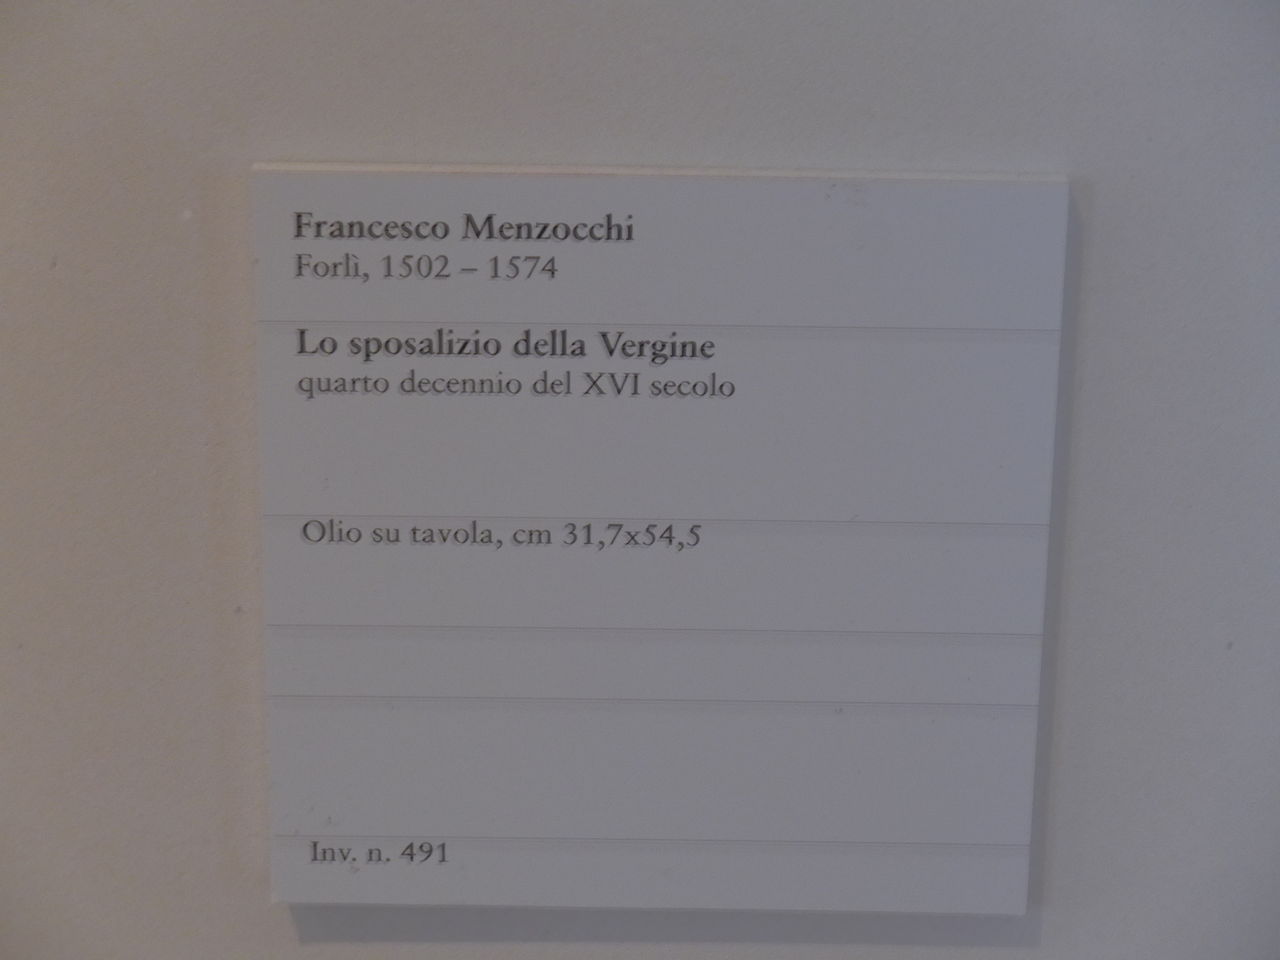 Francesco Menzocchi
Forlì, 1502 – 1574
Lo sposalizio della Vergine
quarto decennio del XVI secolo
Olio su tavola, cm 31,7x54,5
Inv. n. 491